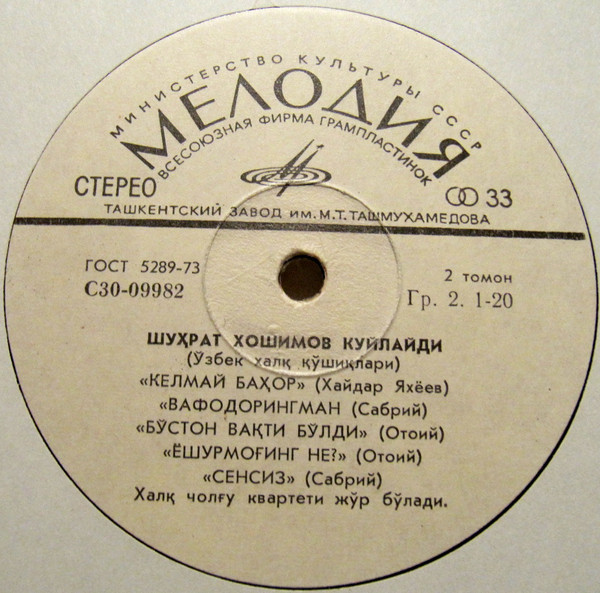 МИНИСТЕРСТВО КУЛЬТУРЫ СССР
МЕЛОДИЯ
ВСЕСОЮЗНАЯ ФИРМА ГРАМПЛАСТИНОК
СТЕРЕО
33
ТАШКЕНТСКИЙ ЗАВОД ИМ. М.Т. ТАШМУХАМЕДОВА
ГОСТ 5289-73
2 томон
С30-09982
Гр. 2. 1-20
ШУҲРАТ ХОШИМОВ КУЙЛАЙДИ
(Ўзбек халқ қўшиқлари)
«КЕЛМАЙ БАҲОР» (Хайдар Яхёев)
«ВАФОДОРИНГМАН (Сабрий)
«БЎСТОН ВАҚТИ БЎЛДИ» (Отоий)
«ЁШУРМОҒИНГ НЕ?» (Отоий)
«СЕНСИЗ» (Сабрий)
Халқ чолғу квартети жўр бўлади.